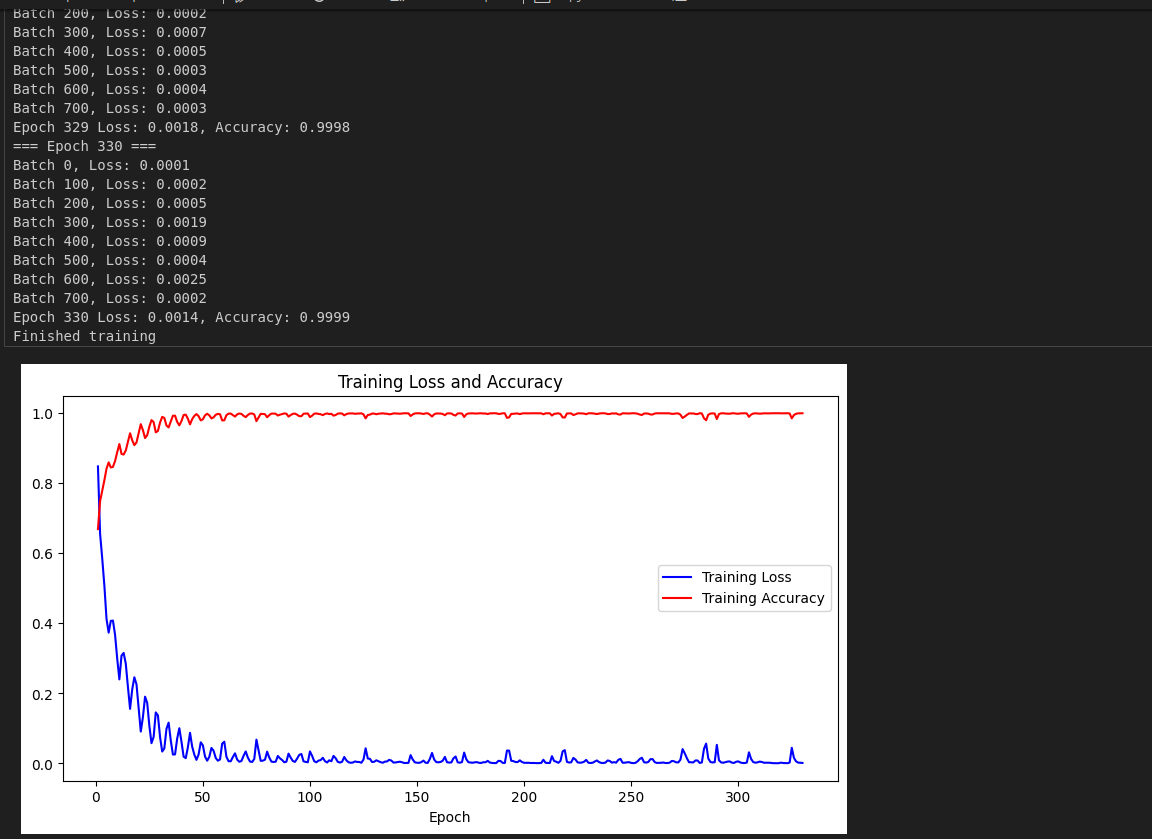 Batch 200, Loss: 0.0002
Batch 300, Loss: 0.0007
Batch 400, Loss: 0.0005
Batch 500, Loss: 0.0003
Batch 600, Loss: 0.0004
Batch 700, Loss: 0.0003
Epoch 329 Loss: 0.0018, Accuracy: 0.9998
=== Epoch 330 ===
Batch 0, Loss: 0.0001
Batch 100, Loss: 0.0002
Batch 200, Loss: 0.0005
Batch 300, Loss: 0.0019
Batch 400, Loss: 0.0009
Batch 500, Loss: 0.0004
Batch 600, Loss: 0.0025
Batch 700, Loss: 0.0002
Epoch 330 Loss: 0.0014, Accuracy: 0.9999
Finished training
Training Loss and Accuracy
1.0
0.8
0.6
0.4
0.2
0.0
Training Loss
Training Accuracy
0 50 100 150 200 250 300
Epoch